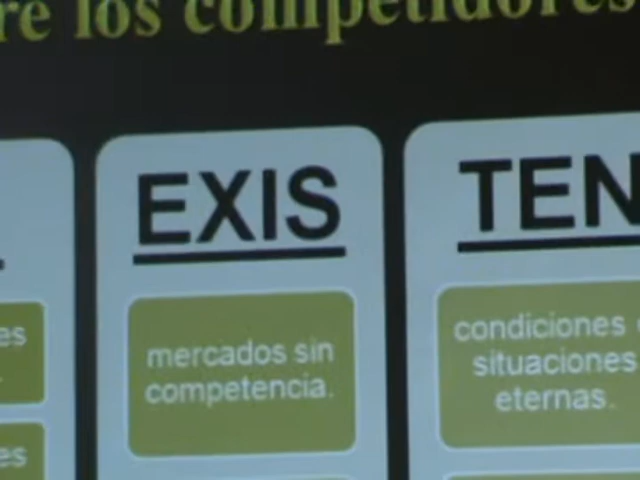 re los competidores
EXIS
mercados sin
competencia.
TEN
condiciones
situaciones
eternas.
es
es